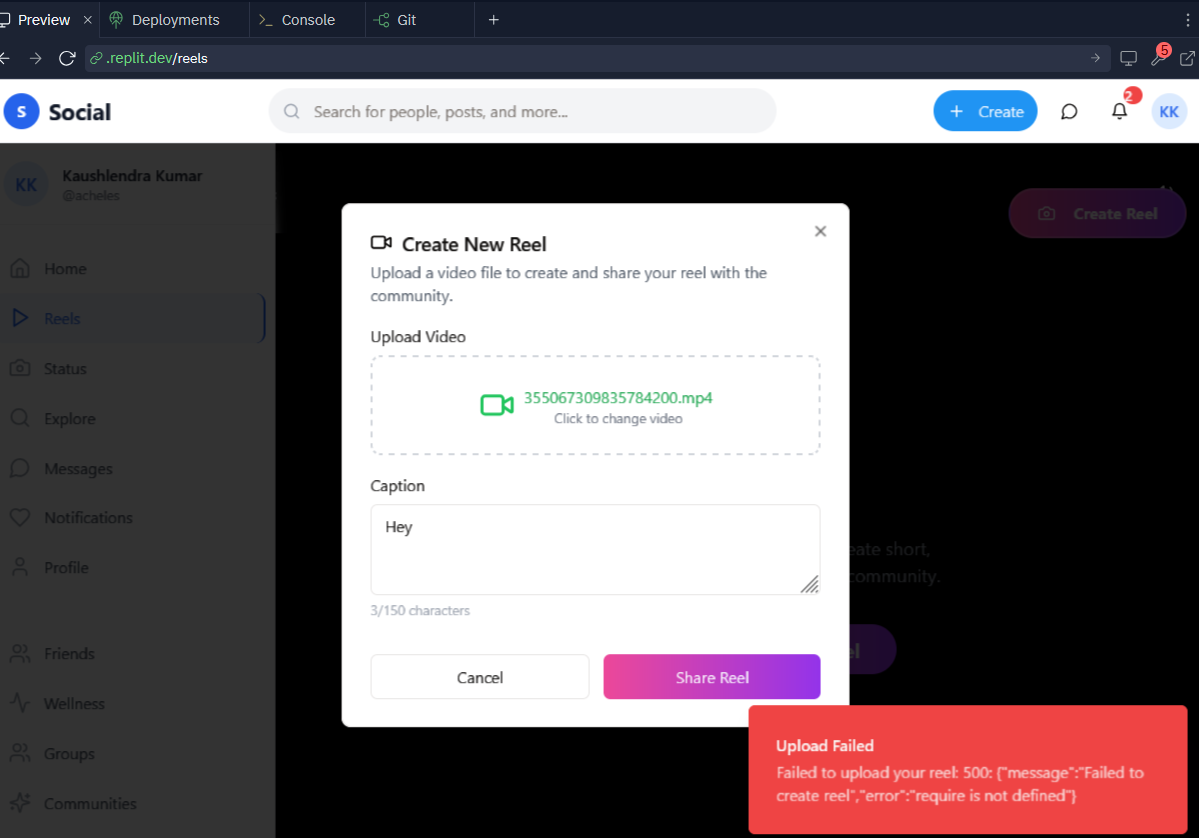 Preview
Deployments
Console
Git
.replit.dev/reels
5
S
Social
Search for people, posts, and more...
Create
2
KK
KK
Kaushlendra Kumar
@acheles
Create Reel
Home
Reels
Status
Explore
Messages
Notifications
Profile
Friends
Wellness
Groups
Communities
Create New Reel
Upload a video file to create and share your reel with the
community.
Upload Video
355067309835784200.mp4
Click to change video
Caption
Hey
3/150 characters
eate short,
community.
Cancel
Share Reel
el
Upload Failed
Failed to upload your reel: 500: {"message":"Failed to
create reel","error":"require is not defined"}